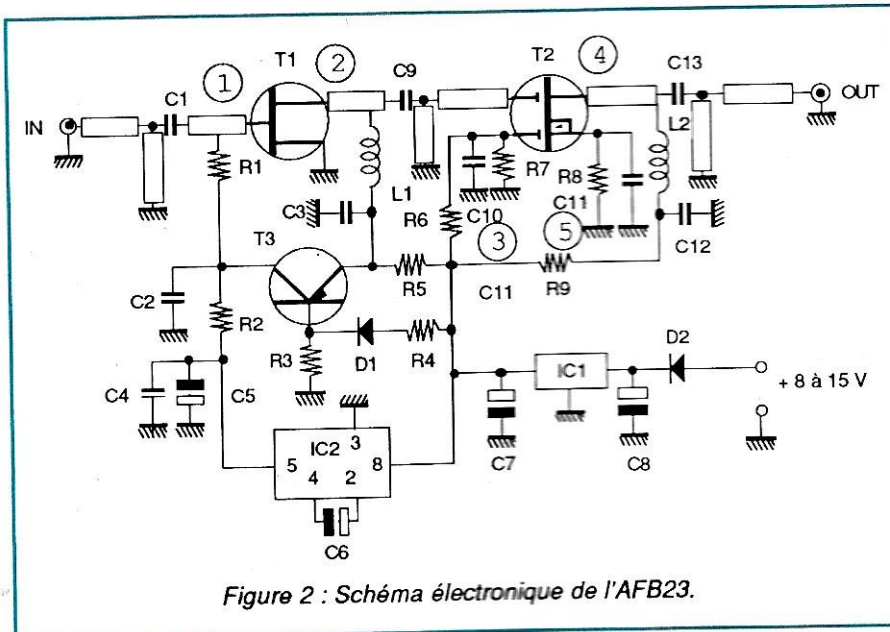 T1
T2
C13
1
2
C9
4
C1
IN
OUT
R1
R7
L2
R8
C3
L1
C11
R6
C10
T3
3
5
C12
R5
C11
R9
C2
R2
R3
D1
R4
D2
IC1
+ 8 à 15 V
C4
C5
IC2
3
5
8
4
2
C7
C8
C6
Figure 2 : Schéma électronique de l'AFB23.